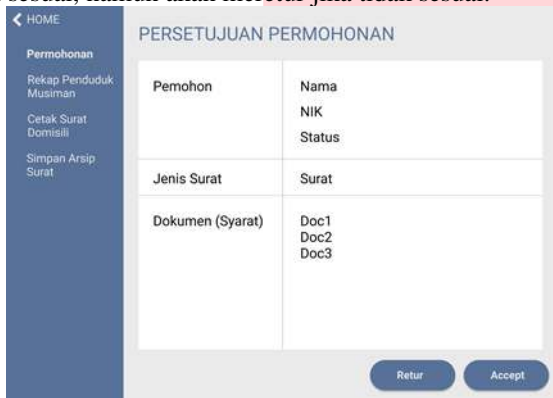 HOME
Permohonan
Rekap Penduduk
Musiman
Cetak Surat
Domisili
Simpan Arsip
Surat
PERSETUJUAN PERMOHONAN
Pemohon
Nama
NIK
Status
Jenis Surat
Surat
Dokumen (Syarat)
Doc1
Doc2
Doc3
Retur
Accept